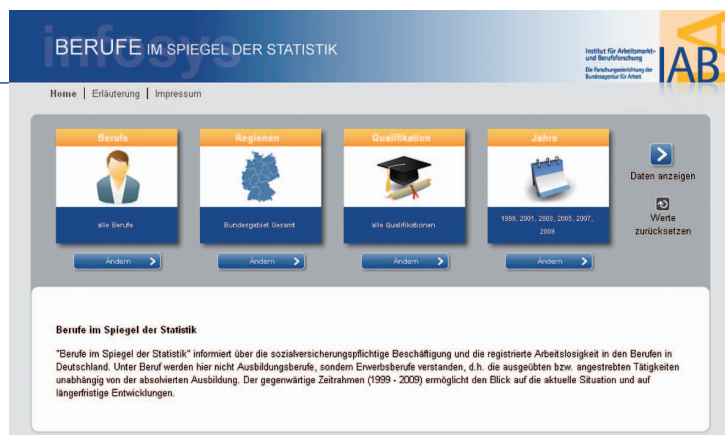 infosys
BERUFE IM SPIEGEL DER STATISTIK
Institut für Arbeitsmarkt-
und Berufsforschung
Die Forschungseinrichtung der
Bundesagentur für Arbeit
IAB
Home | Erläuterung | Impressum
Berufe
Regionen
Qualifikation
Jahre
alle Berufe
Bundesgebiet Gesamt
alle Qualifikationen
1999, 2001, 2003, 2005, 2007,
2009
Daten anzeigen
Werte
zurücksetzen
Ändern
Ändern
Ändern
Ändern
Berufe im Spiegel der Statistik
"Berufe im Spiegel der Statistik" informiert über die sozialversicherungspflichtige Beschäftigung und die registrierte Arbeitslosigkeit in den Berufen in
Deutschland. Unter Beruf werden hier nicht Ausbildungsberufe, sondern Erwerbsberufe verstanden, d.h. die ausgeübten bzw. angestrebten Tätigkeiten
unabhängig von der absolvierten Ausbildung. Der gegenwärtige Zeitrahmen (1999 - 2009) ermöglicht den Blick auf die aktuelle Situation und auf
längerfristige Entwicklungen.